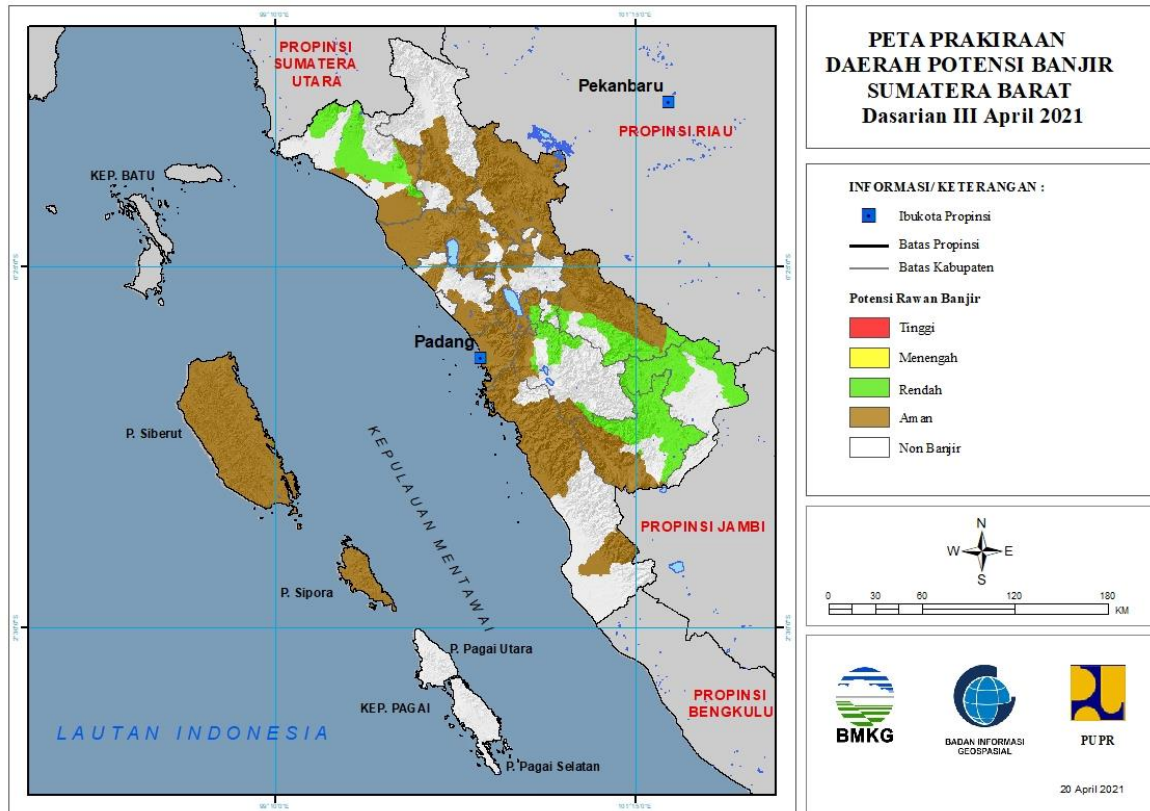 PROPINSI
SUMATERA
UTARA
Pekanbaru
PROPINSI RIAU
KEP. BATU
Padang
P. Siberut
KEPULAUAN MENTAWAI
PROPINSI JAMBI
P. Sipora
P. Pagai Utara
KEP. PAGAI
PROPINSI
BENGKULU
LAUTAN INDONESIA
P. Pagai Selatan
PETA PRAKIRAAN
DAERAH POTENSI BANJIR
SUMATERA BARAT
Dasarian III April 2021
INFORMASI/ KETERANGAN :
Ibukota Propinsi
Batas Propinsi
Batas Kabupaten
Potensi Rawan Banjir
Tinggi
Menengah
Rendah
Aman
Non Banjir
N
W E
S
0 30 60 120 180
KM
BMKG
BADAN INFORMASI
GEOSPASIAL
PUPR
20 April 2021